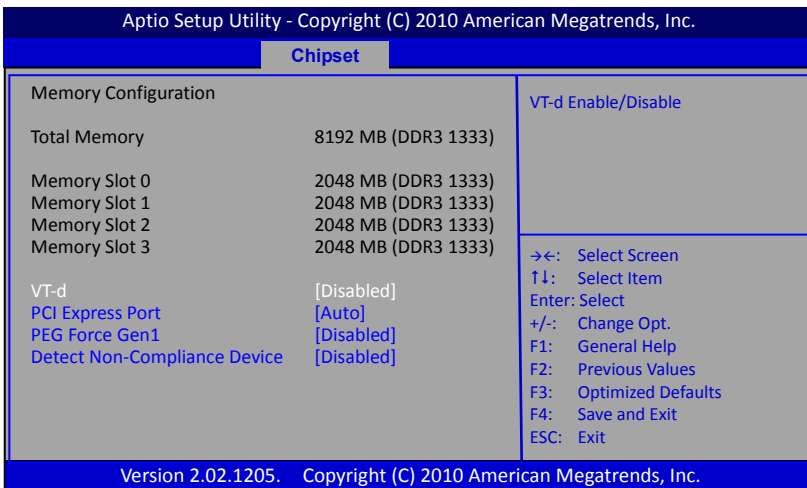 Aptio Setup Utility - Copyright (C) 2010 American Megatrends, Inc.
Chipset
Memory Configuration
Total Memory 8192 MB (DDR3 1333)
Memory Slot 0 2048 MB (DDR3 1333)
Memory Slot 1 2048 MB (DDR3 1333)
Memory Slot 2 2048 MB (DDR3 1333)
Memory Slot 3 2048 MB (DDR3 1333)
VT-d [Disabled]
PCI Express Port [Auto]
PEG Force Gen1 [Disabled]
Detect Non-Compliance Device [Disabled]
VT-d Enable/Disable
→←: Select Screen
↑↓: Select Item
Enter: Select
+/-: Change Opt.
F1: General Help
F2: Previous Values
F3: Optimized Defaults
F4: Save and Exit
ESC: Exit
Version 2.02.1205. Copyright (C) 2010 American Megatrends, Inc.